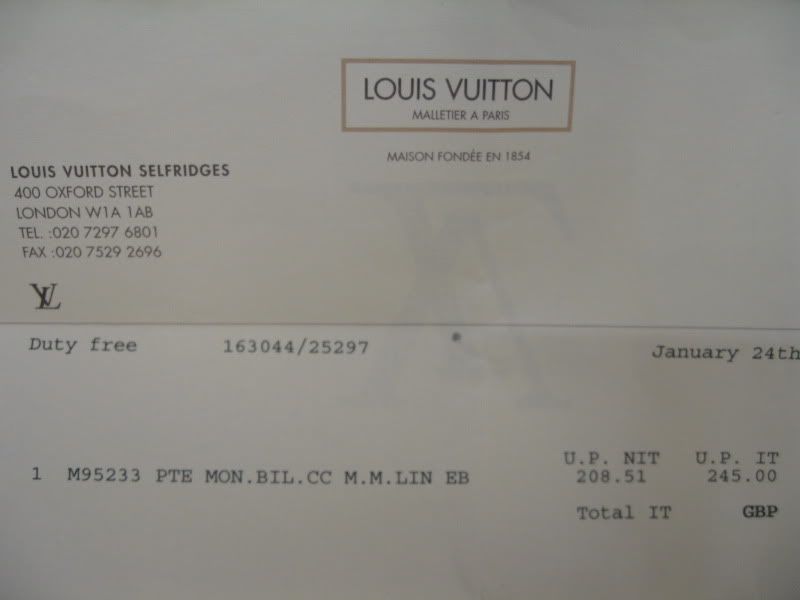 LOUIS VUITTON
MALLETIER A PARIS
MAISON FONDÉE EN 1854
LOUIS VUITTON SELFRIDGES
400 OXFORD STREET
LONDON W1A 1AB
TEL. :020 7297 6801
FAX :020 7529 2696
LV
Duty free 163044/25297 January 24th
U.P. NIT U.P. IT
1 M95233 PTE MON.BIL.CC M.M.LIN EB 208.51 245.00
Total IT GBP